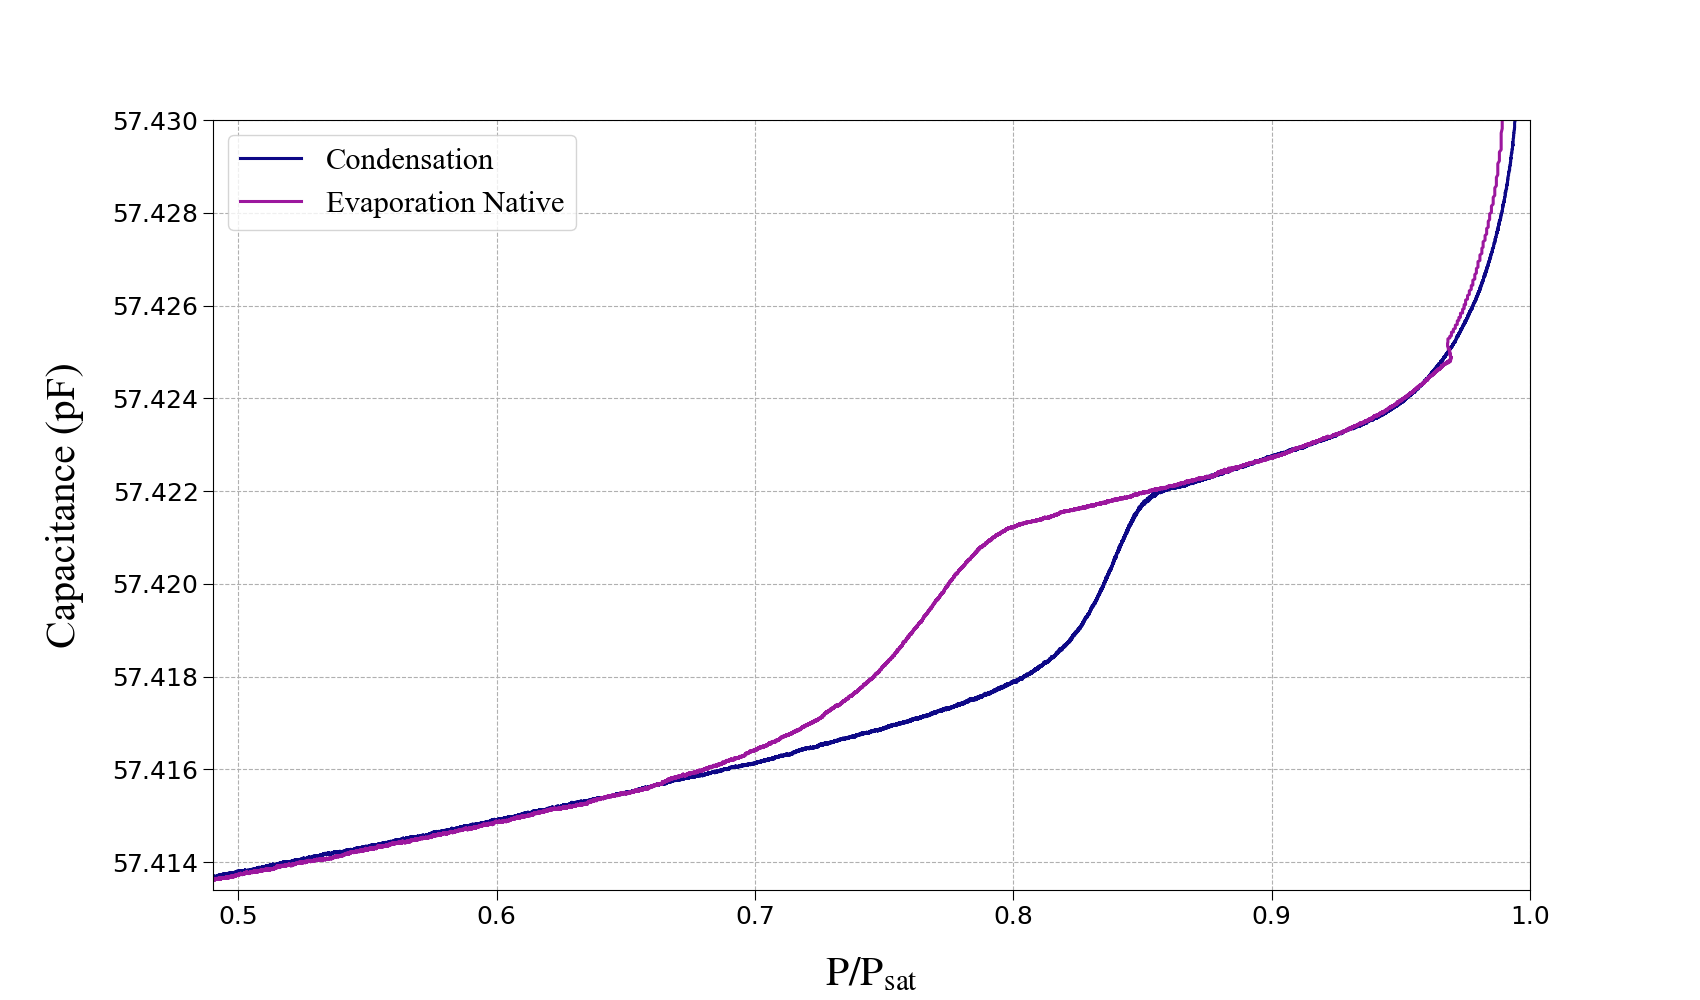 57.430
57.428
57.426
57.424
57.422
57.420
57.418
57.416
57.414
Capacitance (pF)
Condensation
Evaporation Native
0.5 0.6 0.7 0.8 0.9 1.0
P/Psat